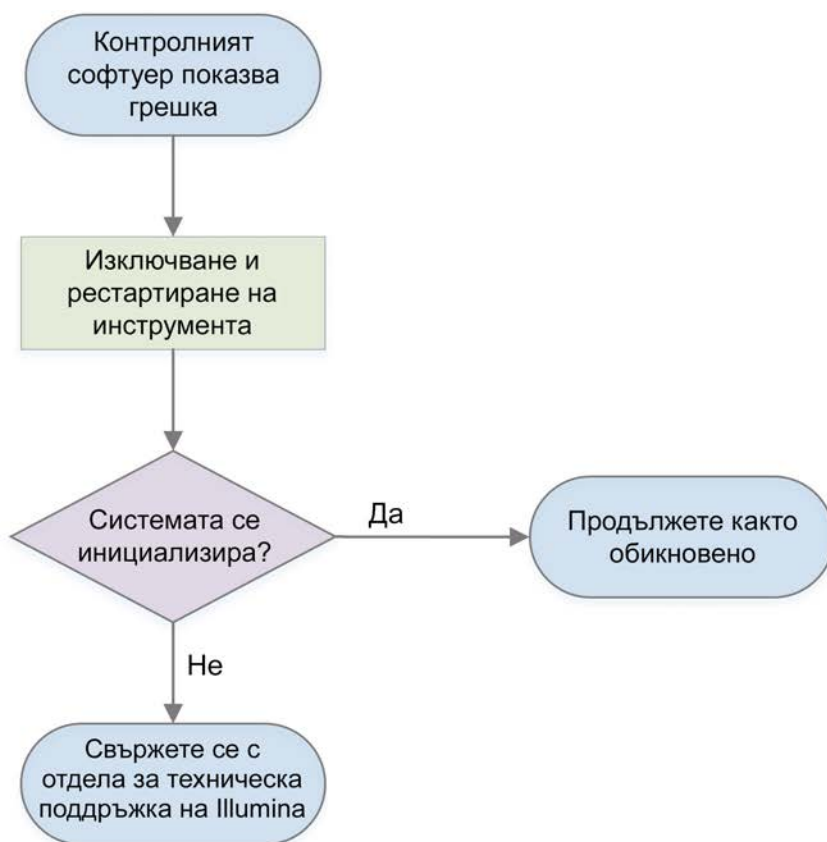 Контролният
софтуер показва
грешка
Изключване и
рестартиране на
инструмента
Системата се
инициализира?
Да
Продължете както
обикновено
Не
Свържете се с
отдела за техническа
поддръжка на Illumina